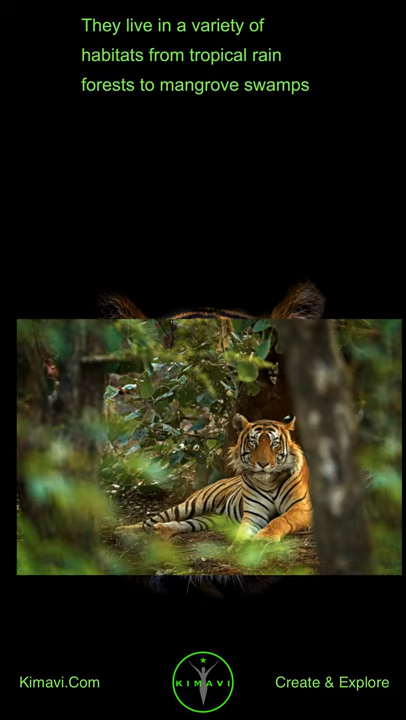 They live in a variety of
habitats from tropical rain
forests to mangrove swamps
Kimavi.Com
KIMAVI
Create & Explore